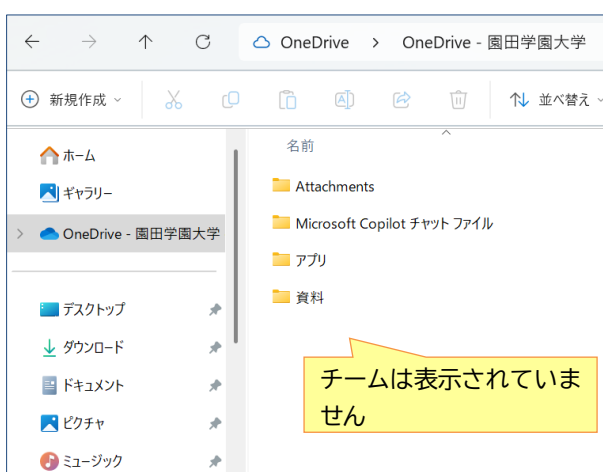 OneDrive > OneDrive - 園田学園大学
新規作成 並べ替え
名前
ホーム
ギャラリー
OneDrive - 園田学園大学
デスクトップ
ダウンロード
ドキュメント
ピクチャ
ミュージック
Attachments
Microsoft Copilot チャット ファイル
アプリ
資料
チームは表示されていま
せん